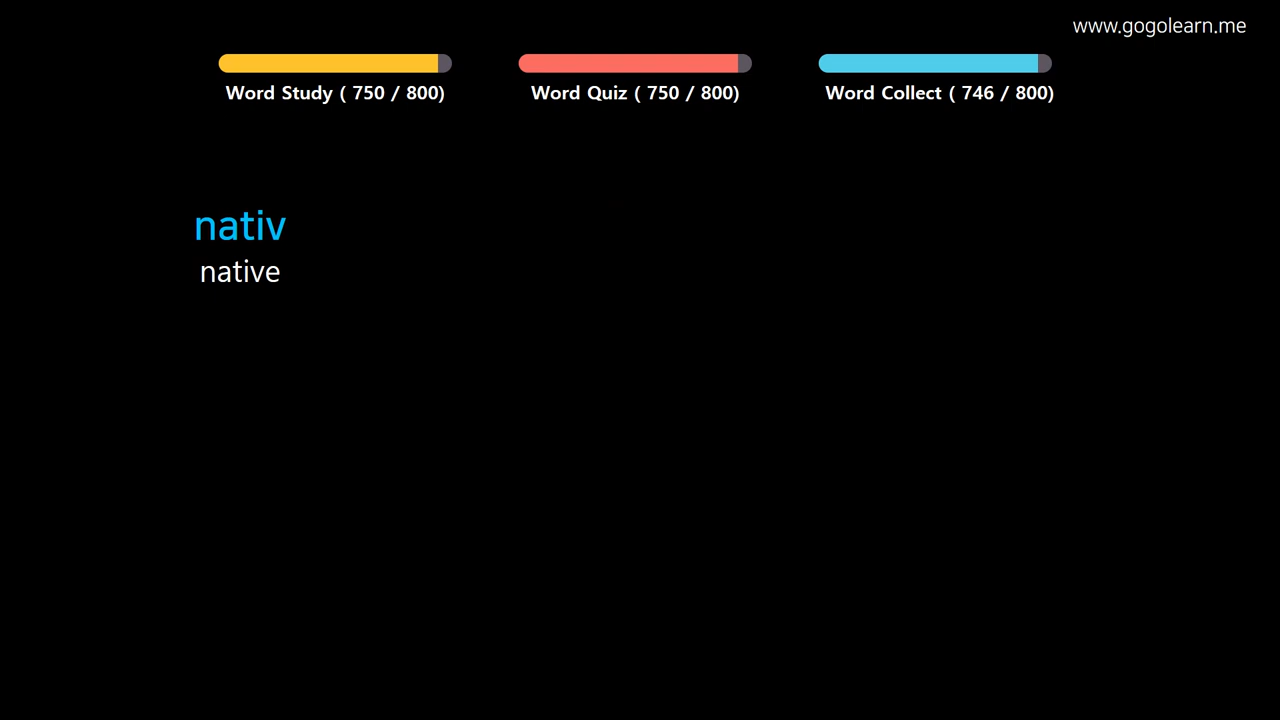 www.gogolearn.me
Word Study ( 750 / 800)
Word Quiz ( 750 / 800)
Word Collect ( 746 / 800)
nativ
native